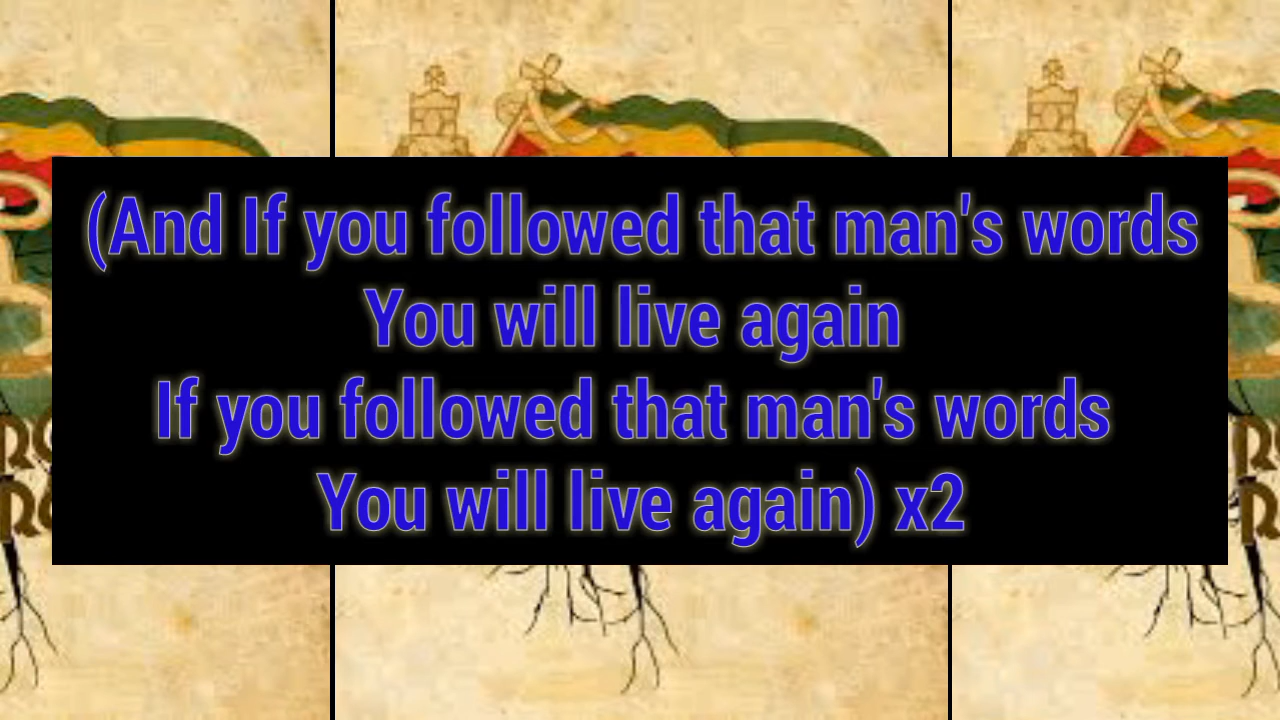 (And If you followed that man's words
You will live again
If you followed that man's words
You will live again) x2